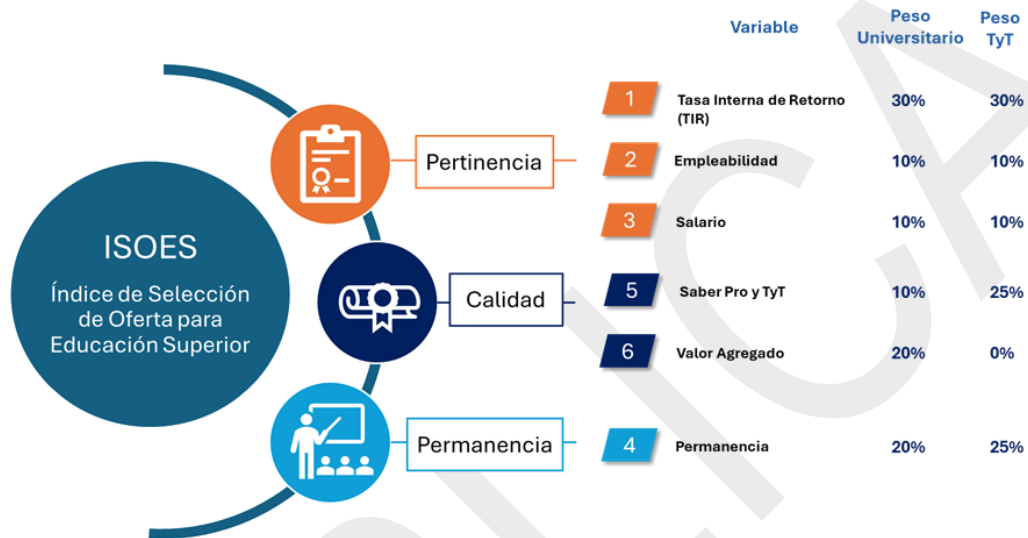 Variable Peso Universitario Peso TyT
ISOES
Índice de Selección
de Oferta para
Educación Superior
Pertinencia
1 Tasa Interna de Retorno (TIR) 30% 30%
2 Empleabilidad 10% 10%
3 Salario 10% 10%
Calidad
5 Saber Pro y TyT 10% 25%
6 Valor Agregado 20% 0%
Permanencia
4 Permanencia 20% 25%